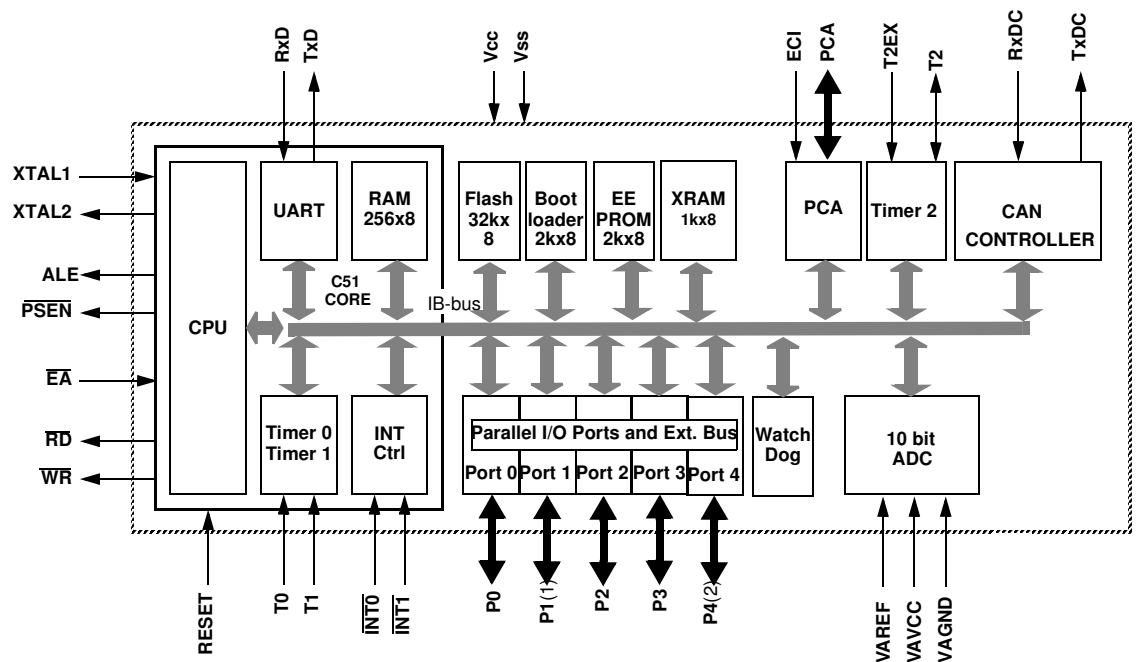 RxD
TxD
Vcc
Vss
ECI
PCA
T2EX
T2
RxDC
TxDC
XTAL1
XTAL2
ALE
PSEN
EA
RD
WR
CPU
UART
RAM
256x8
C51
CORE
IB-bus
Flash
32kx
8
Boot
loader
2kx8
EE
PROM
2kx8
XRAM
1kx8
PCA
Timer 2
CAN
CONTROLLER
Timer 0
Timer 1
INT
Ctrl
Parallel I/O Ports and Ext. Bus
Port 0
Port 1
Port 2
Port 3
Port 4
Watch
Dog
10 bit
ADC
RESET
T0
T1
INT0
INT1
P0
P1(1)
P2
P3
P4(2)
VAREF
VAVCC
VAGND